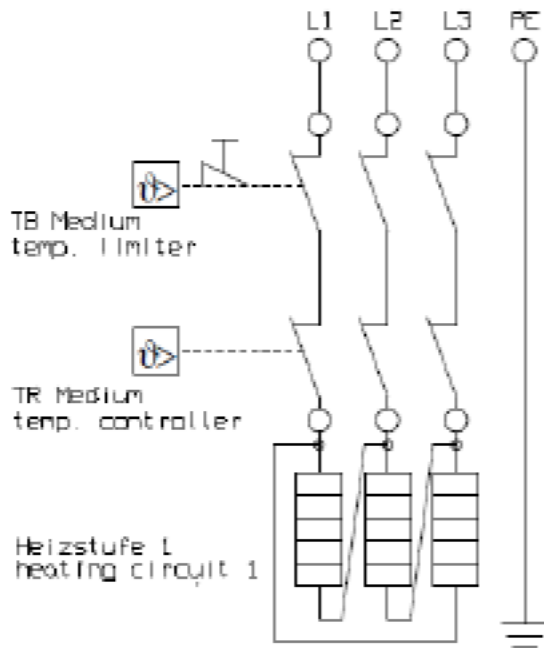 L1 L2 L3 PE
ϑ>
TB Medium
temp. limiter
ϑ>
TR Medium
temp. controller
Heizstufe 1
heating circuit 1